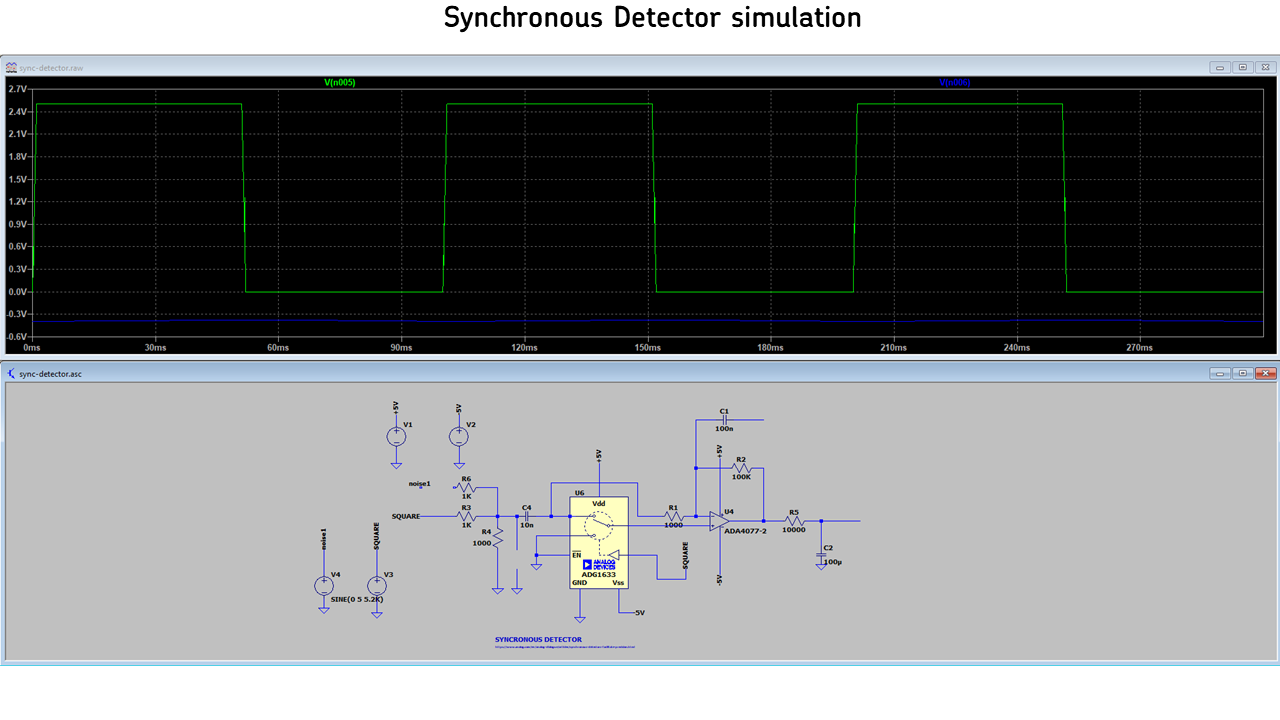 Synchronous Detector simulation
sync-detector.raw
V(n005)
V(n006)
2.7V
2.4V
2.1V
1.8V
1.5V
1.2V
0.9V
0.6V
0.3V
0.0V
-0.3V
-0.6V
0ms 30ms 60ms 90ms 120ms 150ms 180ms 210ms 240ms 270ms
sync-detector.asc
+5V
V1
-5V
V2
C1
100n
noise1
R6
1K
SQUARE
R3
1K
R4
1000
C4
10n
+5V
U6
Vdd
EN
ANALOG
DEVICES
ADG1633
GND
Vss
-5V
R1
1000
SQUARE
+5V
R2
100K
U4
ADA4077-2
-5V
R5
10000
C2
100µ
noise1
V4
SINE(0 5 5.2K)
SQUARE
V3
SYNCRONOUS DETECTOR